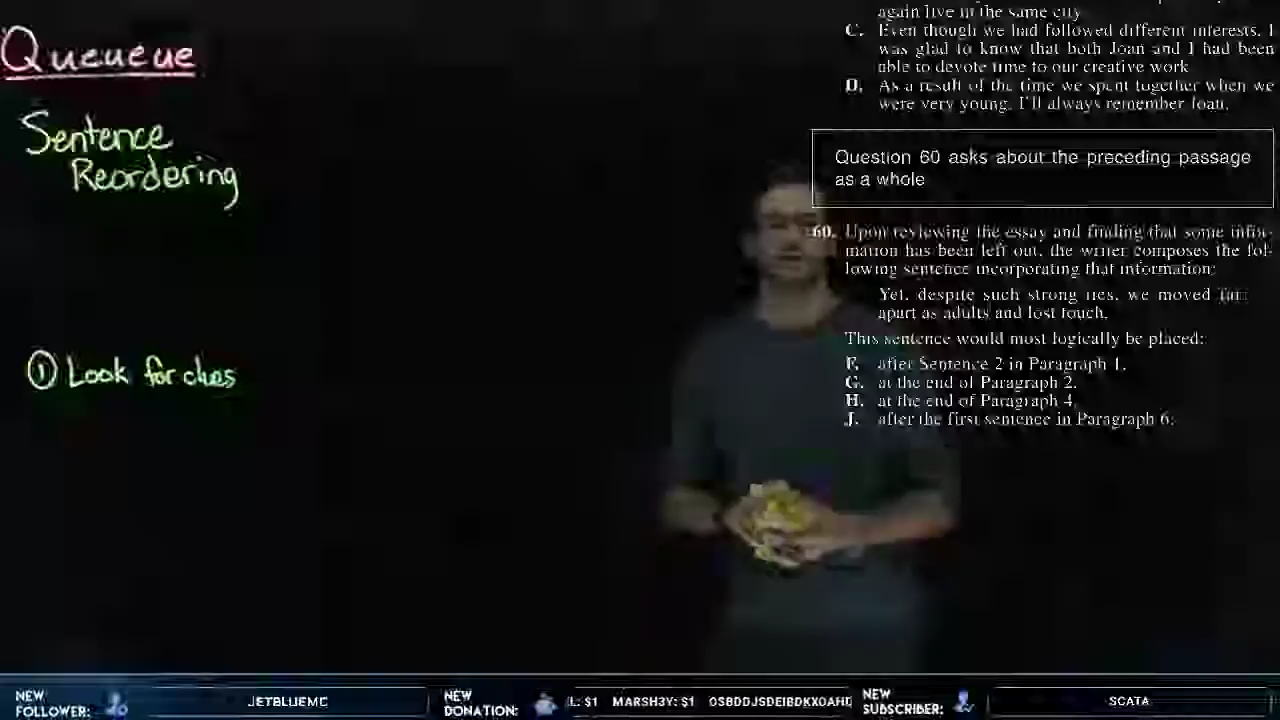 Queueue
Sentence
Reordering
① Look for clues
again live in the same city
C. Even though we had followed different interests, I
was glad to know that both Joan and I had been
able to devote time to our creative work
D. As a result of the time we spent together when we
were very young, I'll always remember Joan.
Question 60 asks about the preceding passage
as a whole
60. Upon reviewing the essay and finding that some infor-
mation has been left out, the writer composes the fol-
lowing sentence incorporating that information:
Yet, despite such strong ties, we moved far
apart as adults and lost touch.
This sentence would most logically be placed:
F. after Sentence 2 in Paragraph 1.
G. at the end of Paragraph 2.
H. at the end of Paragraph 4.
J. after the first sentence in Paragraph 6.
NEW
FOLLOWER:
JETBLUEMC
NEW
DONATION:
L: $1 MARSH3Y: $1 OSBDDJSDEIBDKXOAHD
NEW
SUBSCRIBER:
SCATA